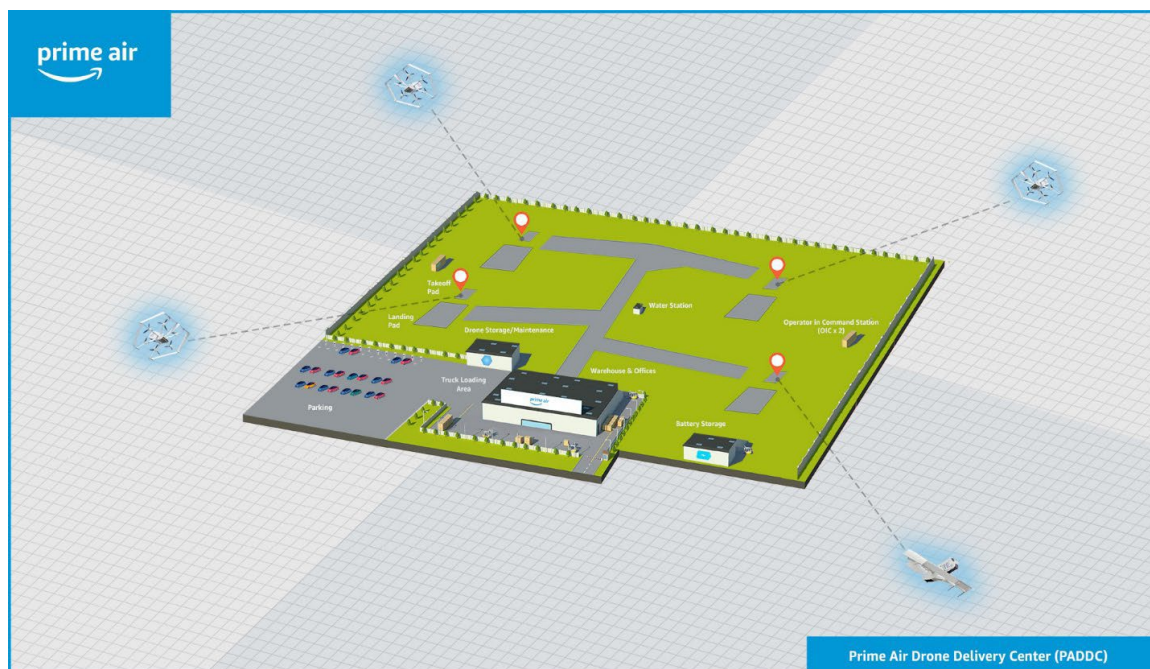 prime air
Takeoff
Pad
Landing
Pad
Water Station
Operator in Command Station
(OIC x 2)
Drone Storage/Maintenance
Truck Loading
Area
Warehouse & Offices
prime air
Parking
Battery Storage
Prime Air Drone Delivery Center (PADDC)